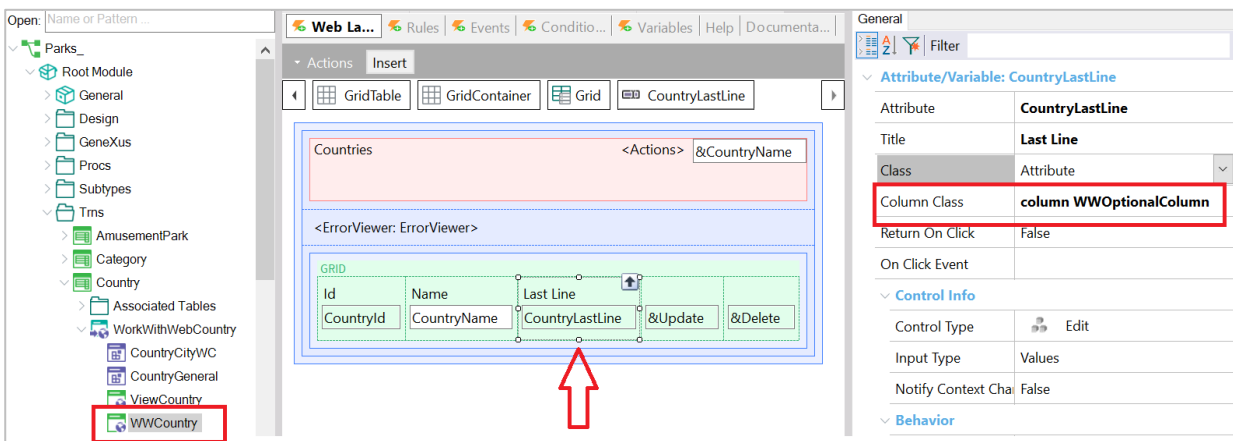 Open: Name or Pattern ...
Parks_
Root Module
General
Design
GeneXus
Procs
Subtypes
Trns
AmusementPark
Category
Country
Associated Tables
WorkWithWebCountry
CountryCityWC
CountryGeneral
ViewCountry
WWCountry
Web La... Rules Events Conditio... Variables Help Documenta...
Actions Insert
GridTable GridContainer Grid CountryLastLine
Countries <Actions> &CountryName
<ErrorViewer: ErrorViewer>
GRID
Id Name Last Line
CountryId CountryName CountryLastLine &Update &Delete
General
Filter
Attribute/Variable: CountryLastLine
Attribute CountryLastLine
Title Last Line
Class Attribute
Column Class column WWOptionalColumn
Return On Click False
On Click Event
Control Info
Control Type Edit
Input Type Values
Notify Context Cha False
Behavior